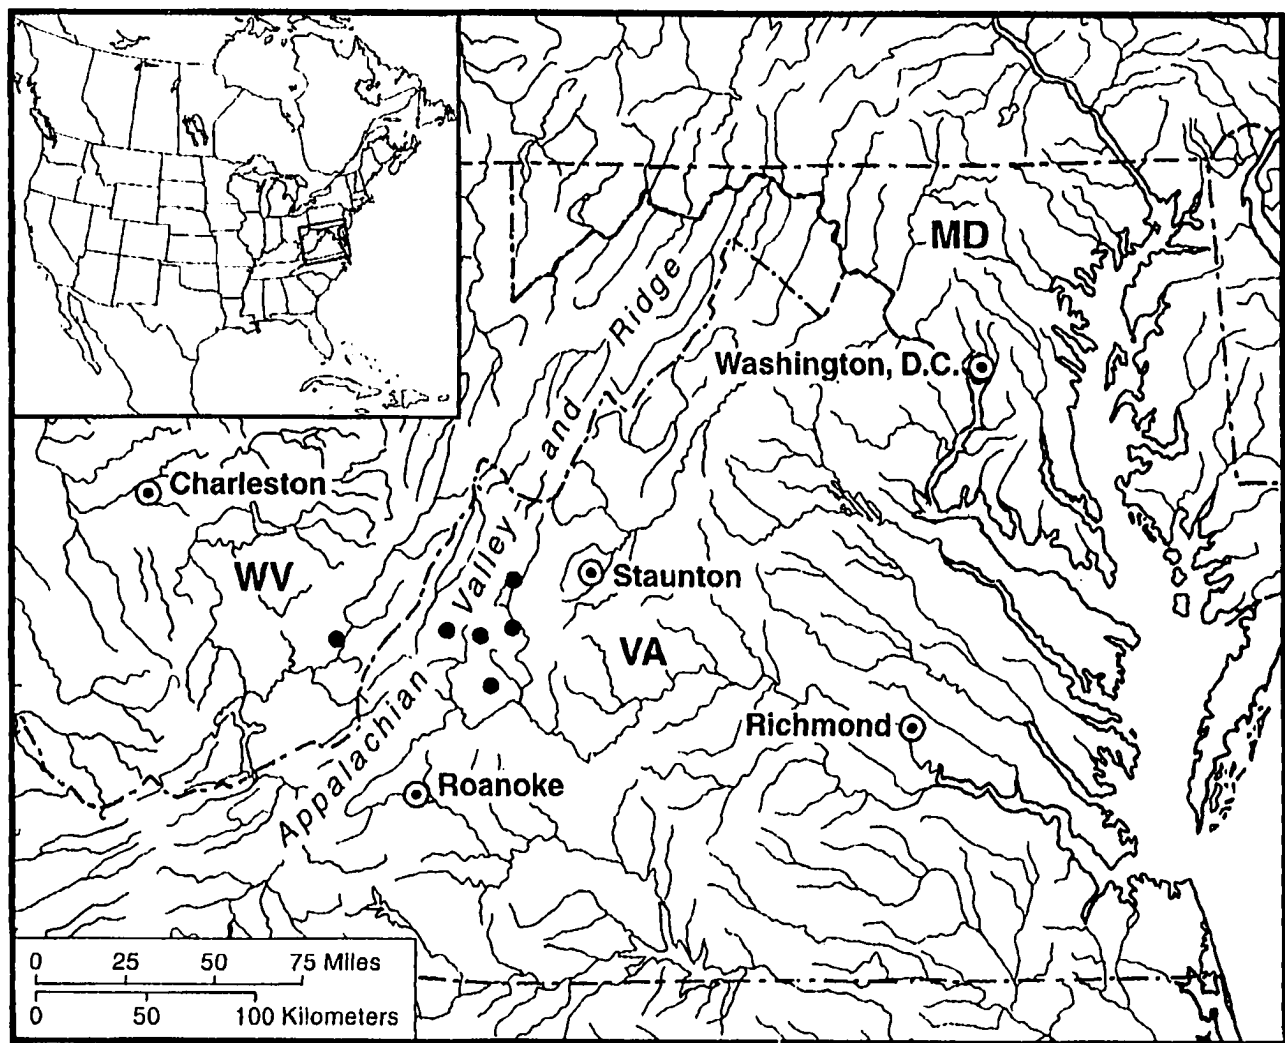 MD
Washington, D.C.
Charleston
WV
Staunton
VA
Appalachian Valley and Ridge
Richmond
Roanoke
0 25 50 75 Miles
0 50 100 Kilometers